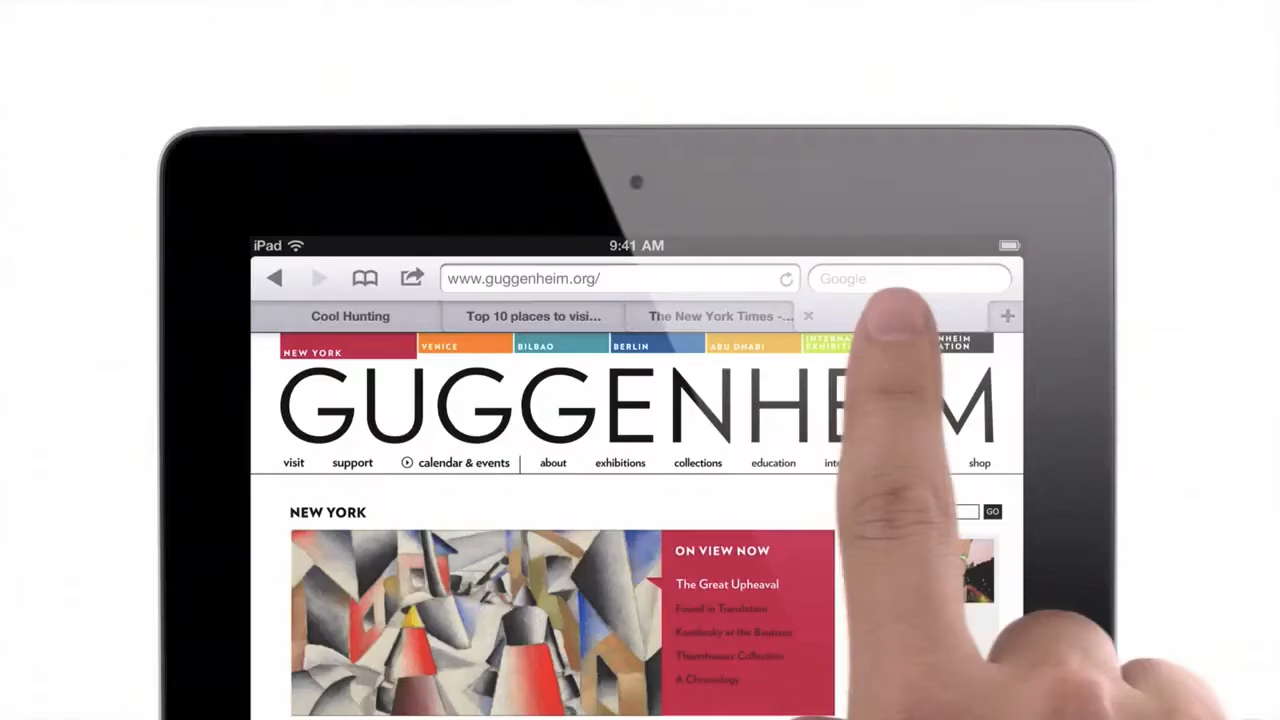 iPad 9:41 AM
www.guggenheim.org/ Google
Cool Hunting Top 10 places to visi... The New York Times -...
NEW YORK VENICE BILBAO BERLIN ABU DHABI
GUGGENHE M
visit support calendar & events about exhibitions collections education shop
GO
NEW YORK
ON VIEW NOW
The Great Upheaval
Found in Translation
Kandinsky at the Bauhaus
Thannhauser Collection
A Chronology